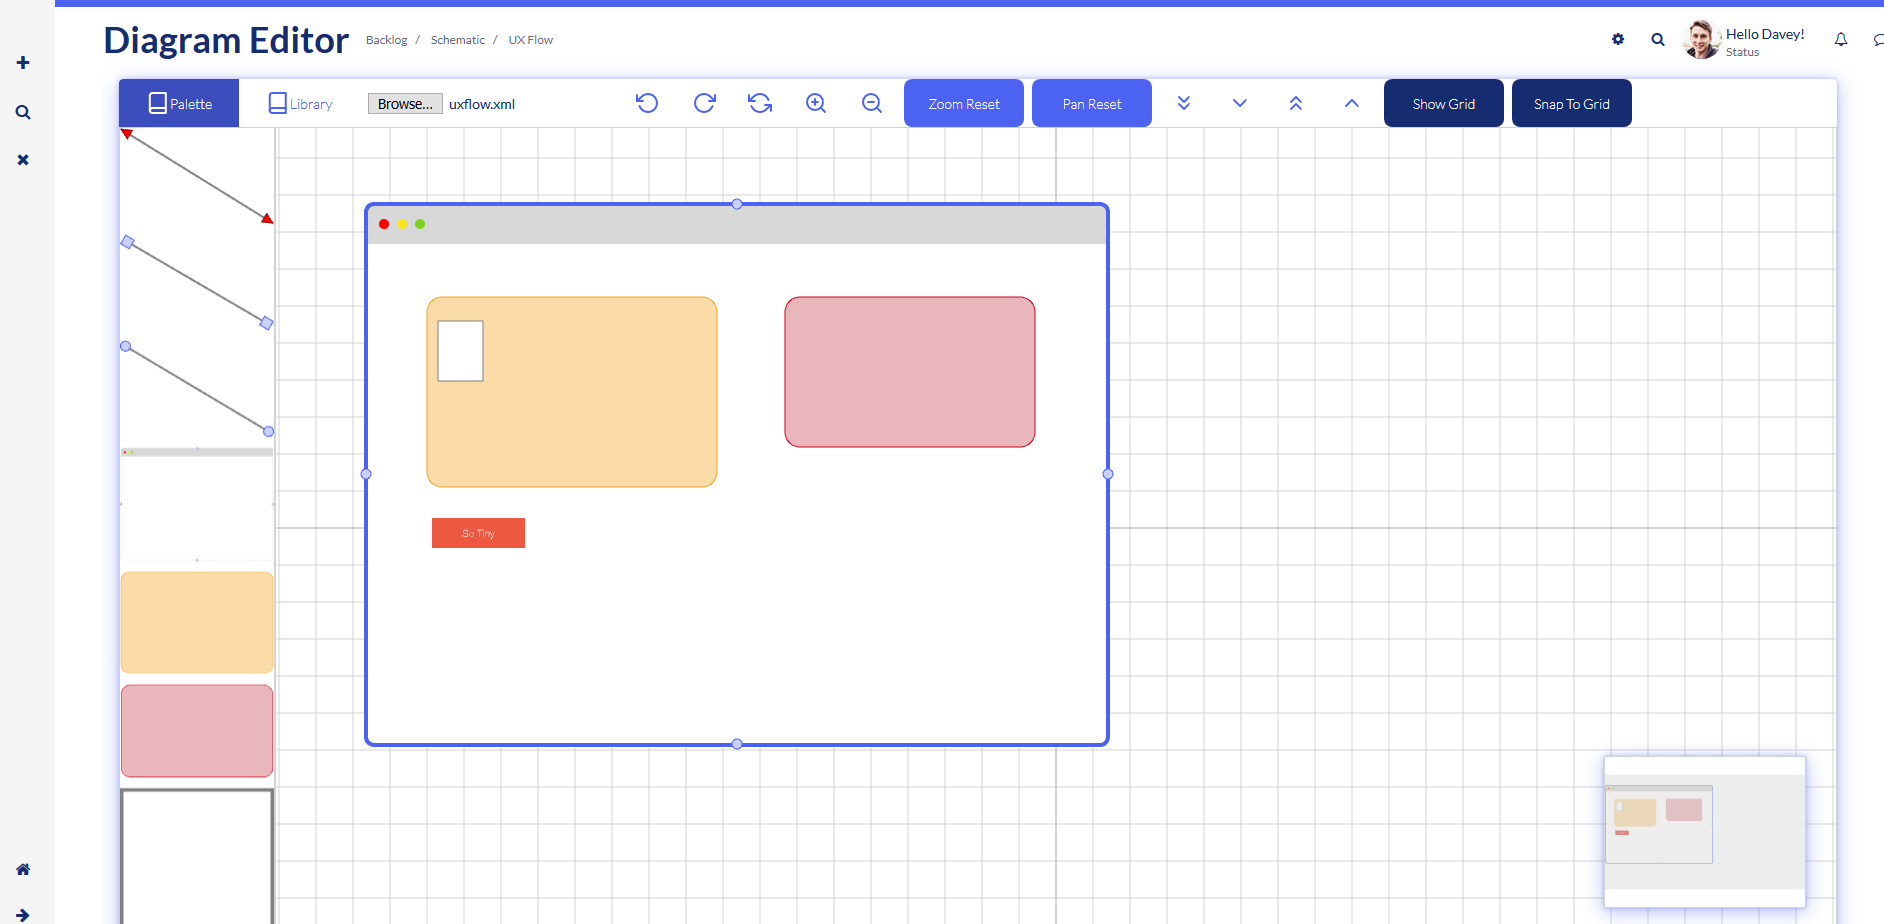 Diagram Editor
Backlog / Schematic / UX Flow
Hello Davey!
Status
Palette
Library
Browse... uxflow.xml
Zoom Reset
Pan Reset
Show Grid
Snap To Grid
So Tiny